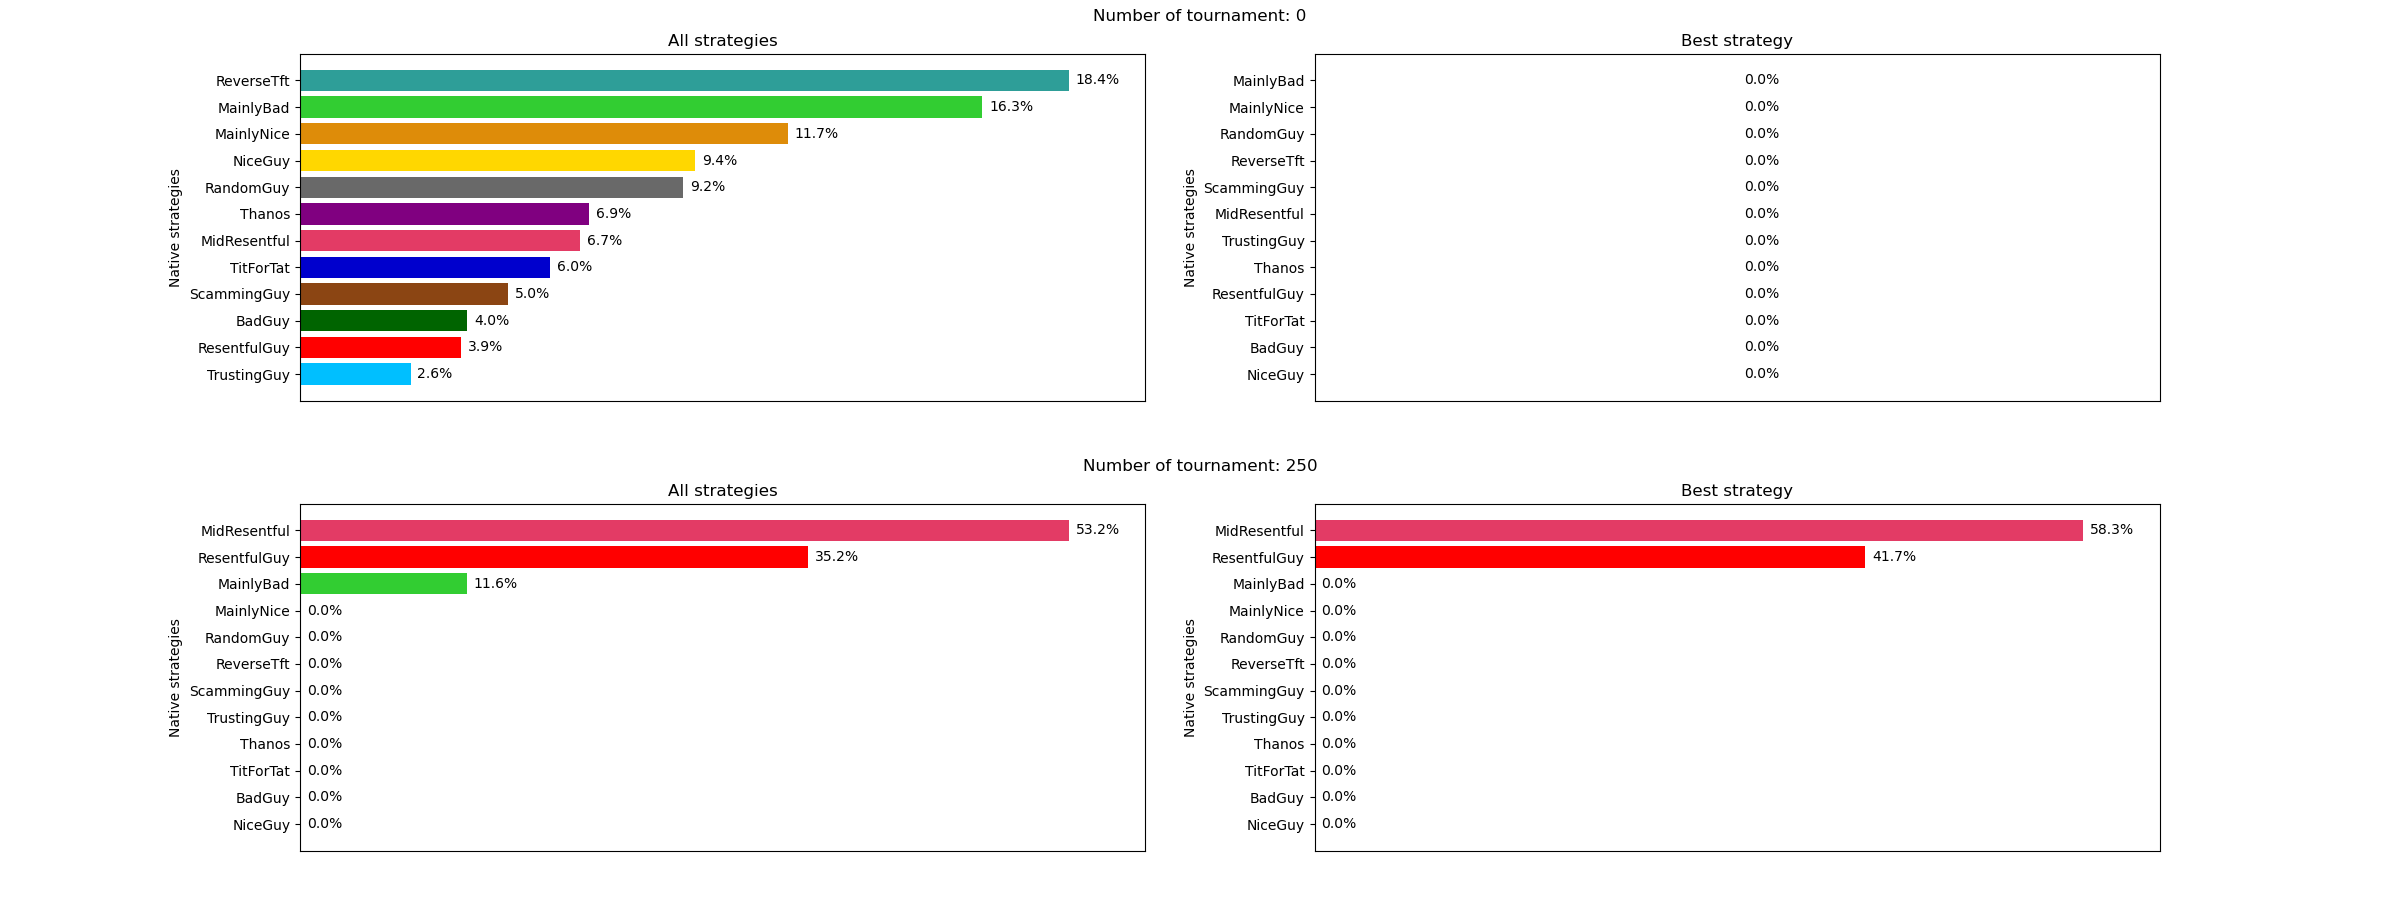 Number of tournament: 0
All strategies
Native strategies
ReverseTft 18.4%
MainlyBad 16.3%
MainlyNice 11.7%
NiceGuy 9.4%
RandomGuy 9.2%
Thanos 6.9%
MidResentful 6.7%
TitForTat 6.0%
ScammingGuy 5.0%
BadGuy 4.0%
ResentfulGuy 3.9%
TrustingGuy 2.6%
Best strategy
Native strategies
MainlyBad 0.0%
MainlyNice 0.0%
RandomGuy 0.0%
ReverseTft 0.0%
ScammingGuy 0.0%
MidResentful 0.0%
TrustingGuy 0.0%
Thanos 0.0%
ResentfulGuy 0.0%
TitForTat 0.0%
BadGuy 0.0%
NiceGuy 0.0%
Number of tournament: 250
All strategies
Native strategies
MidResentful 53.2%
ResentfulGuy 35.2%
MainlyBad 11.6%
MainlyNice 0.0%
RandomGuy 0.0%
ReverseTft 0.0%
ScammingGuy 0.0%
TrustingGuy 0.0%
Thanos 0.0%
TitForTat 0.0%
BadGuy 0.0%
NiceGuy 0.0%
Best strategy
Native strategies
MidResentful 58.3%
ResentfulGuy 41.7%
MainlyBad 0.0%
MainlyNice 0.0%
RandomGuy 0.0%
ReverseTft 0.0%
ScammingGuy 0.0%
TrustingGuy 0.0%
Thanos 0.0%
TitForTat 0.0%
BadGuy 0.0%
NiceGuy 0.0%